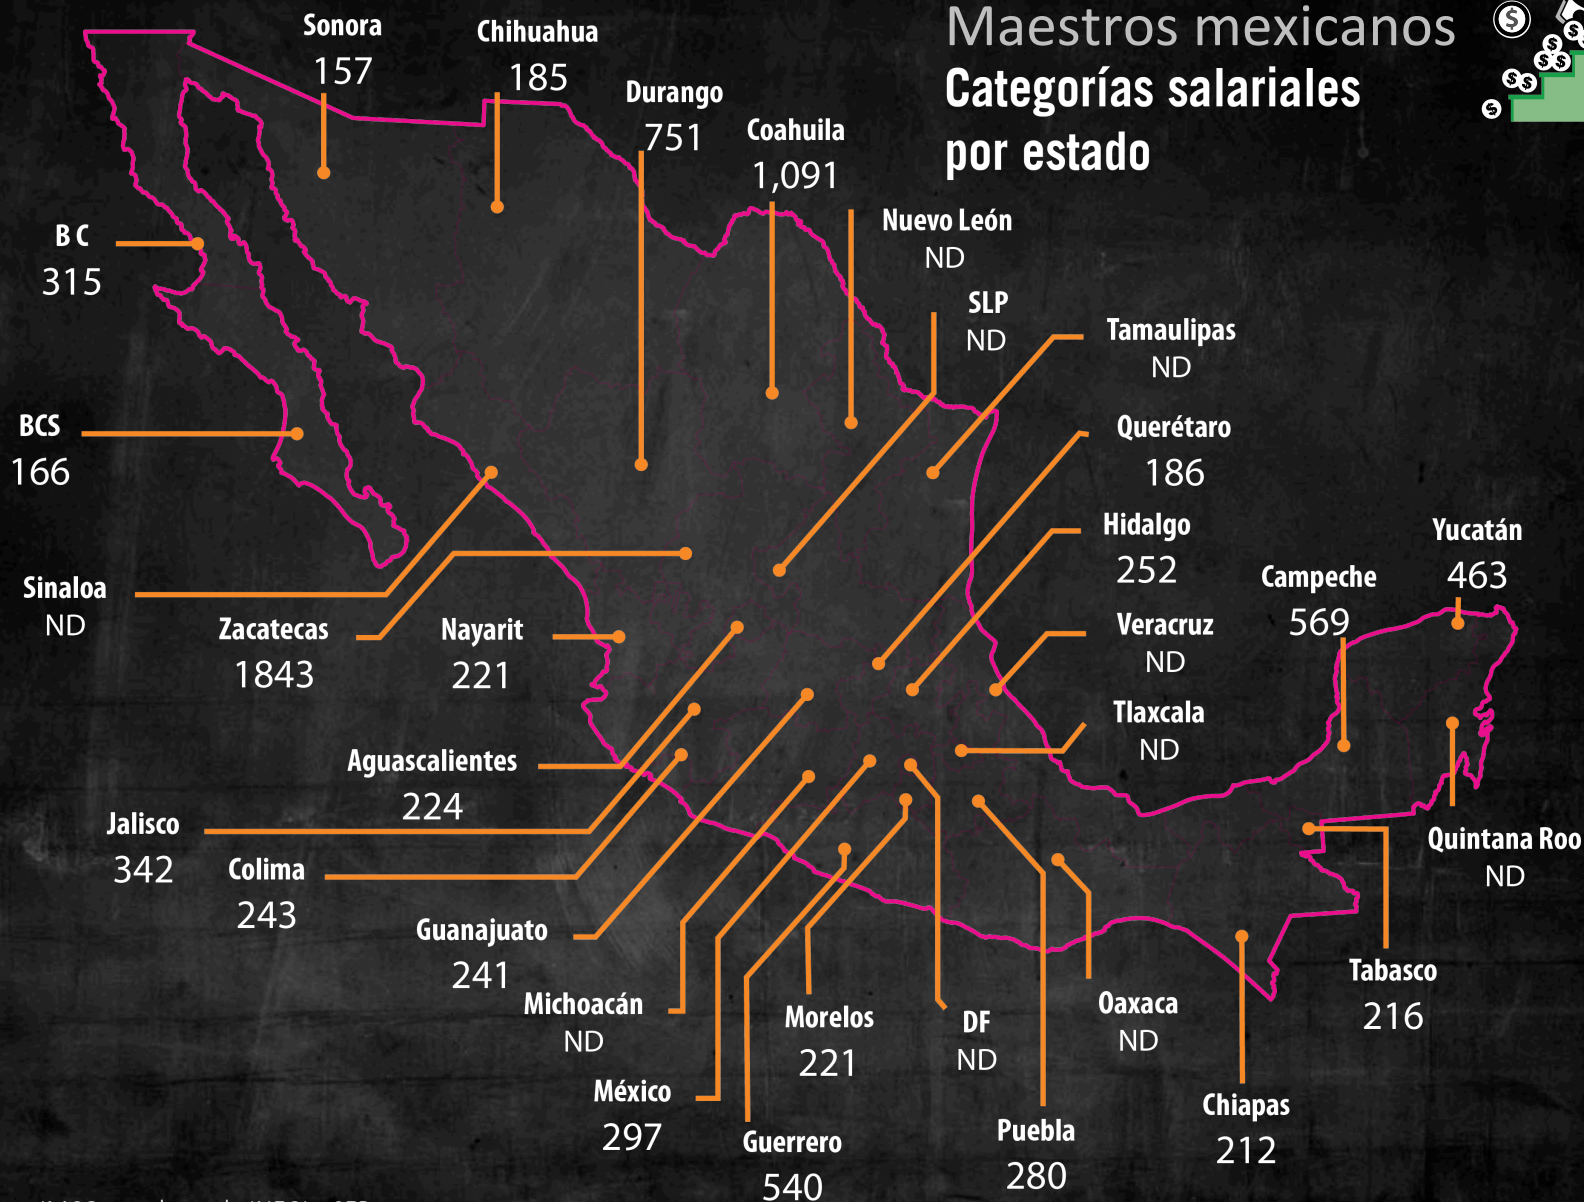 Maestros mexicanos
Categorías salariales
por estado
Sonora
157
Chihuahua
185
Durango
751
Coahuila
1,091
Nuevo León
ND
SLP
ND
Tamaulipas
ND
Querétaro
186
Hidalgo
252
Veracruz
ND
Tlaxcala
ND
Campeche
569
Yucatán
463
Quintana Roo
ND
Tabasco
216
Chiapas
212
Oaxaca
ND
Puebla
280
DF
ND
Morelos
221
Guerrero
540
México
297
Michoacán
ND
Guanajuato
241
Colima
243
Jalisco
342
Aguascalientes
224
Nayarit
221
Zacatecas
1843
Sinaloa
ND
BCS
166
B C
315